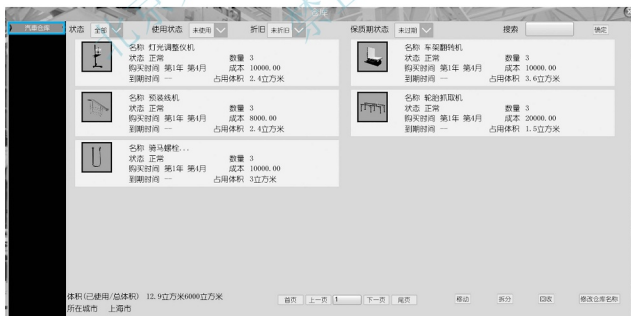 汽车仓库
状态 全部 使用状态 未使用 折旧 未折旧 保质期状态 未过期 搜索 确定
名称 灯光调整仪机
状态 正常 数量 3
购买时间 第1年 第4月 成本 10000.00
到期时间 — 占用体积 2.4立方米
名称 车架翻转机
状态 正常 数量 3
购买时间 第1年 第4月 成本 10000.00
到期时间 — 占用体积 3.6立方米
名称 预装线机
状态 正常 数量 3
购买时间 第1年 第4月 成本 8000.00
到期时间 — 占用体积 2.4立方米
名称 轮胎抓取机
状态 正常 数量 3
购买时间 第1年 第4月 成本 20000.00
到期时间 — 占用体积 1.5立方米
名称 骑马螺栓...
状态 正常 数量 3
购买时间 第1年 第4月 成本 10000.00
到期时间 — 占用体积 3立方米
体积(已使用/总体积) 12.9立方米6000立方米
所在城市 上海市
首页 上一页 1 下一页 尾页 移动 拆分 回收 修改仓库名称